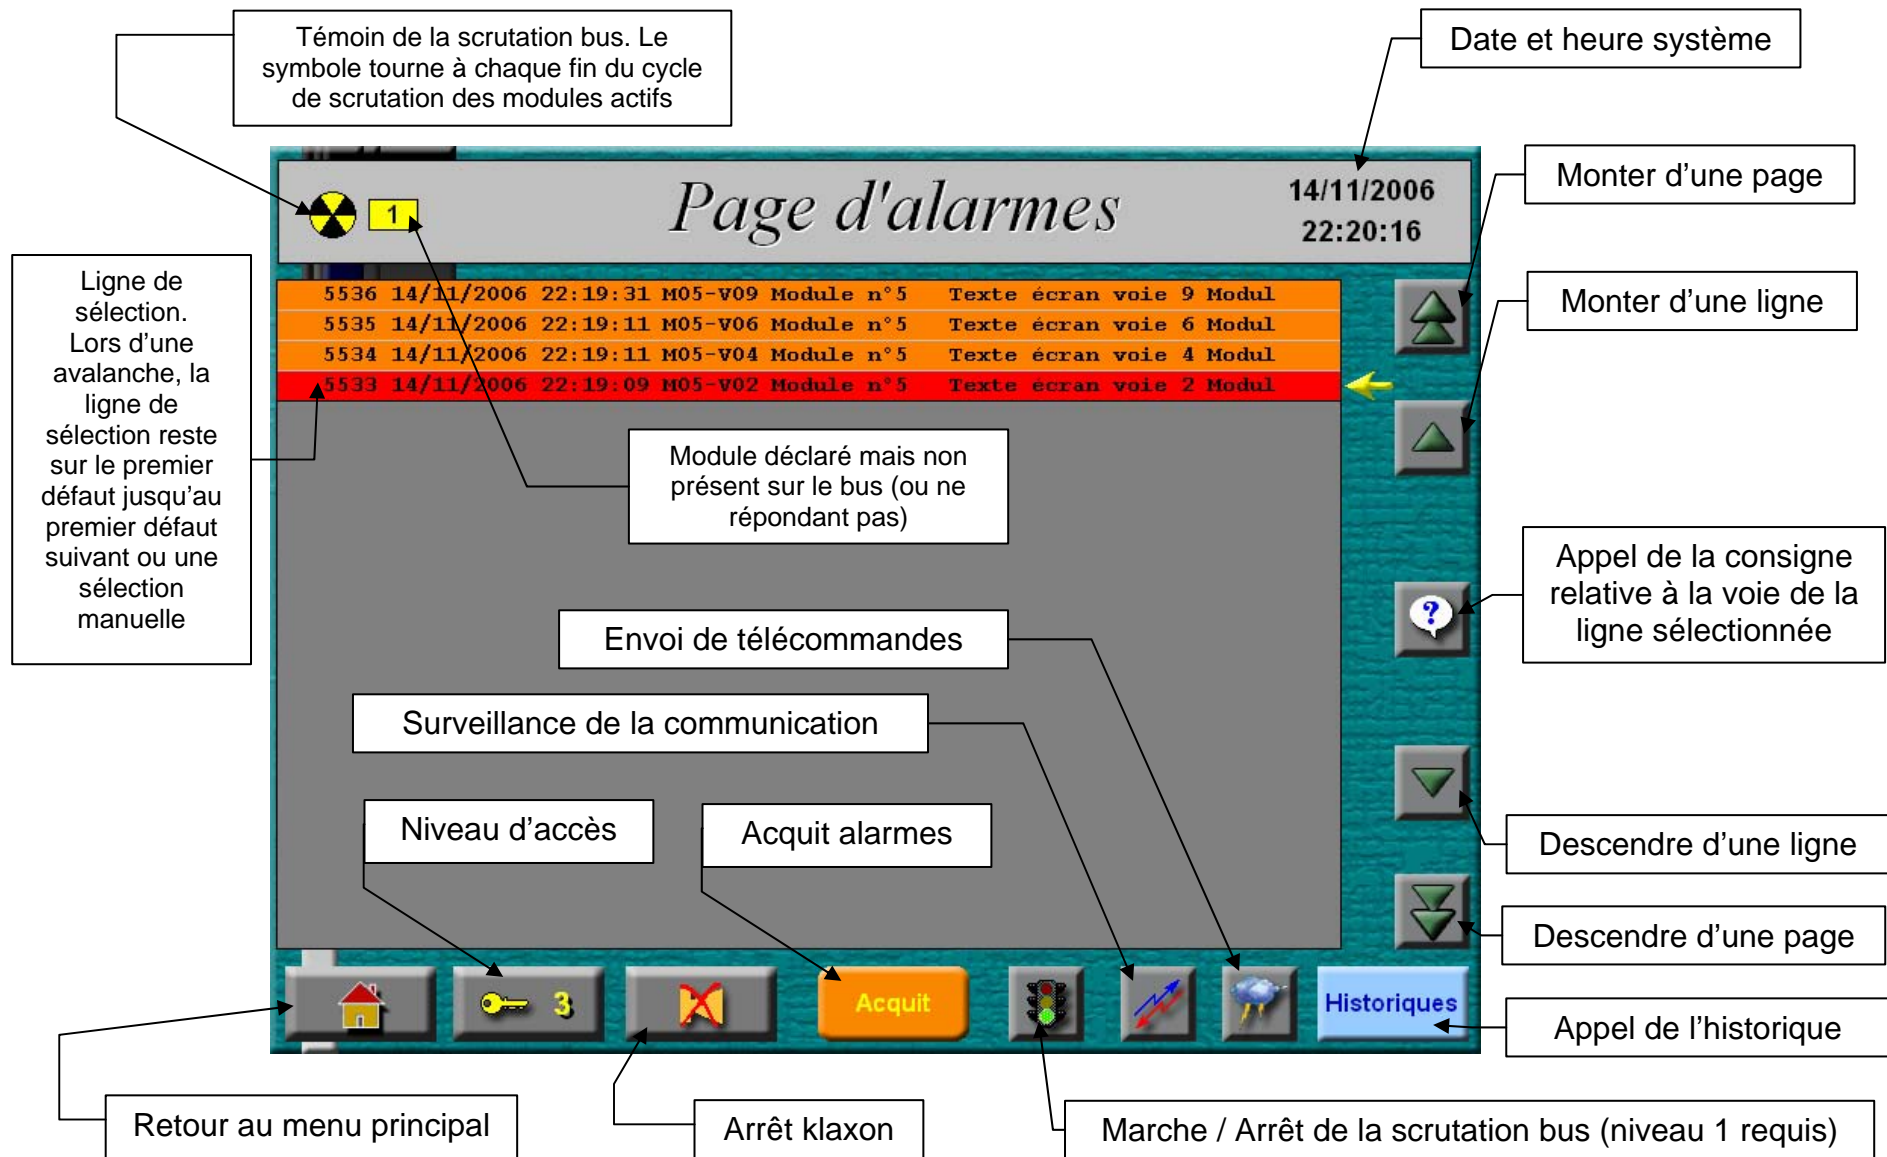 Témoin de la scrutation bus. Le
symbole tourne à chaque fin du cycle
de scrutation des modules actifs
Date et heure système
Page d'alarmes
14/11/2006
22:20:16
1
Monter d’une page
Ligne de
sélection.
Lors d’une
avalanche, la
ligne de
sélection reste
sur le premier
défaut jusqu’au
premier défaut
suivant ou une
sélection
manuelle
5536 14/11/2006 22:19:31 M05-V09 Module n°5 Texte écran voie 9 Modul
5535 14/11/2006 22:19:11 M05-V06 Module n°5 Texte écran voie 6 Modul
5534 14/11/2006 22:19:11 M05-V04 Module n°5 Texte écran voie 4 Modul
5533 14/11/2006 22:19:09 M05-V02 Module n°5 Texte écran voie 2 Modul
Monter d’une ligne
Module déclaré mais non
présent sur le bus (ou ne
répondant pas)
Appel de la consigne
relative à la voie de la
ligne sélectionnée
?
Envoi de télécommandes
Surveillance de la communication
Niveau d’accès
Acquit alarmes
Descendre d’une ligne
Descendre d’une page
3
Acquit
Historiques
Appel de l’historique
Retour au menu principal
Arrêt klaxon
Marche / Arrêt de la scrutation bus (niveau 1 requis)